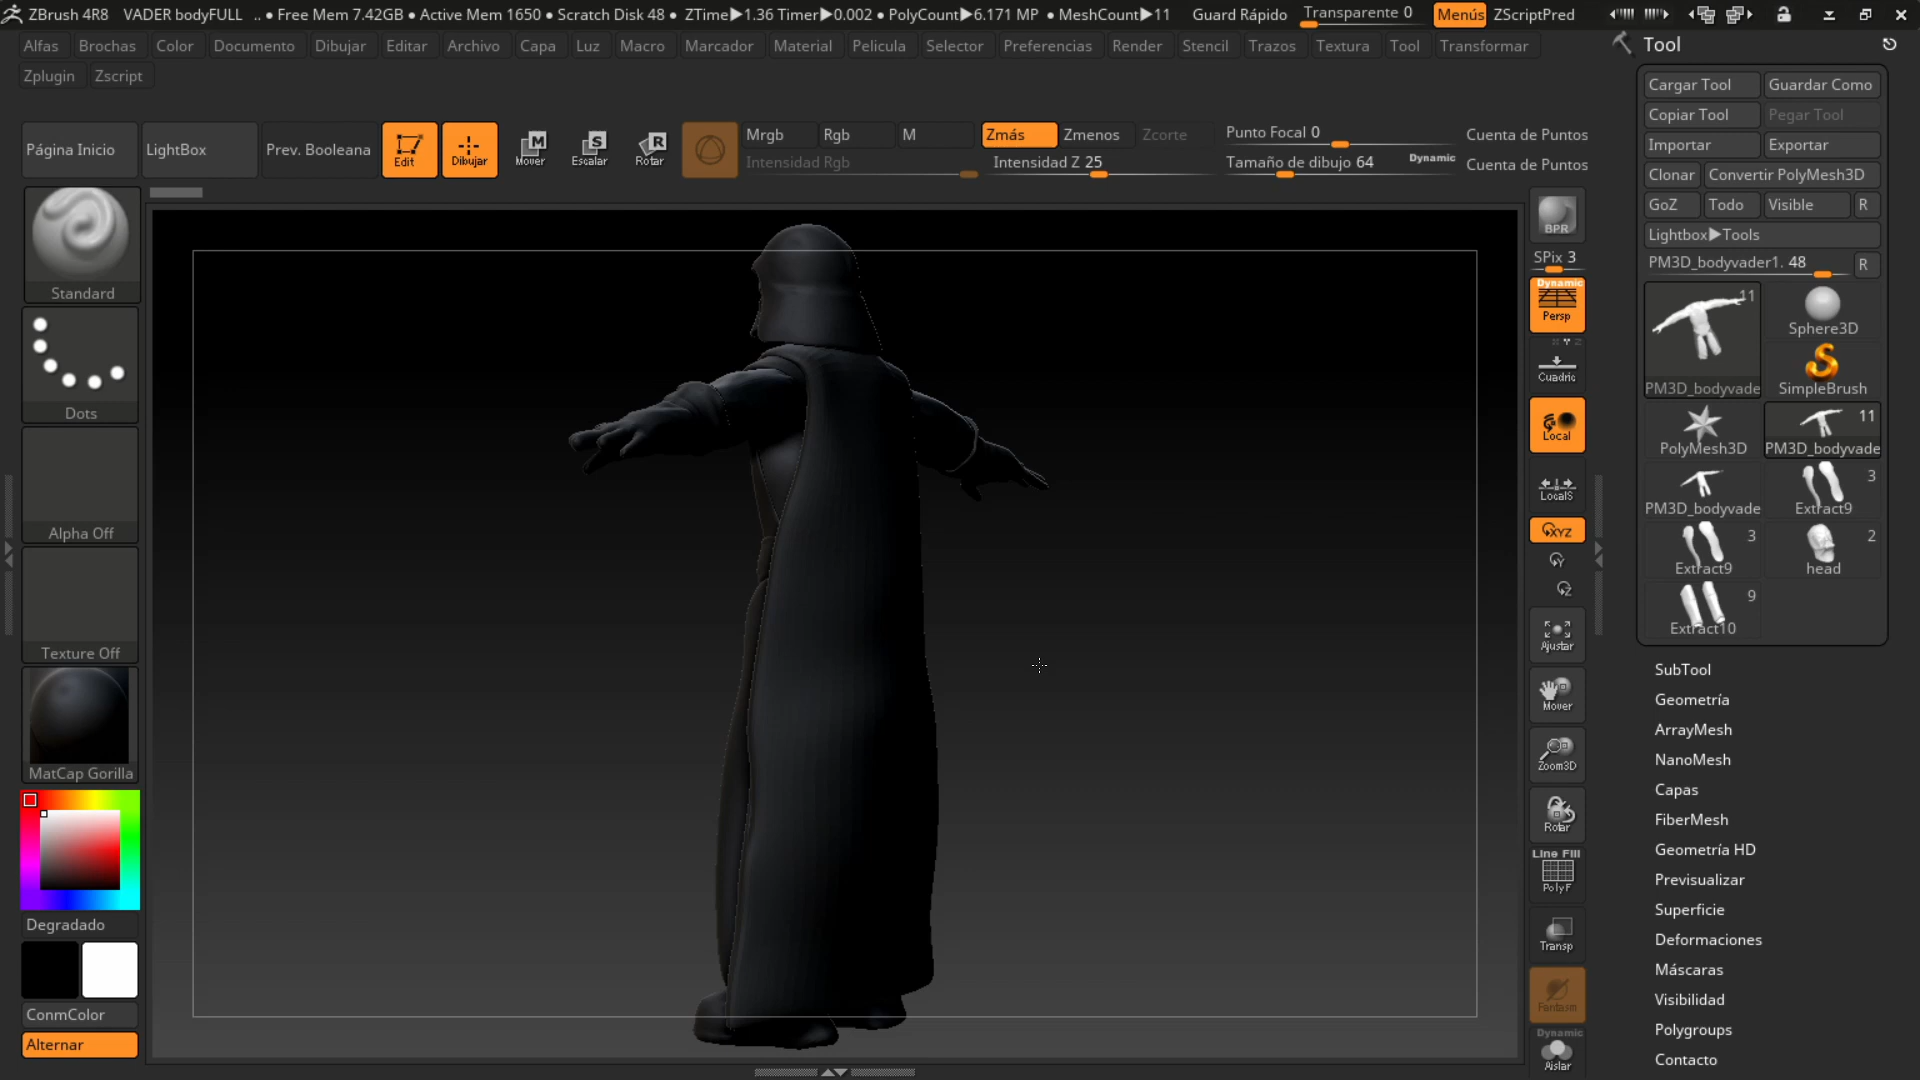 ZBrush 4R8 VADER bodyFULL .. • Free Mem 7.42GB • Active Mem 1650 • Scratch Disk 48 • ZTime▶1.36 Timer▶0.002 • PolyCount▶6.171 MP • MeshCount▶11 Guard Rápido Transparente 0 Menús ZScriptPred
Alfas Brochas Color Documento Dibujar Editar Archivo Capa Luz Macro Marcador Material Pelicula Selector Preferencias Render Stencil Trazos Textura Tool Transformar
Zplugin Zscript
Página Inicio LightBox Prev. Booleana Edit Dibujar Mover Escalar Rotar
M S R
Mrgb Rgb M Zmás Zmenos Zcorte Punto Focal 0 Cuenta de Puntos
Intensidad Rgb Intensidad Z 25 Tamaño de dibujo 64 Dynamic Cuenta de Puntos
Standard
Dots
Alpha Off
Texture Off
MatCap Gorilla
Degradado
ConmColor
Alternar
BPR
SPix 3
Dynamic
Persp
Cuadríc
Local
LocalS
XYZ
Y
Z
Ajustar
Mover
Zoom3D
Rotar
Line Fill
PolyF
Transp
Fantasm
Dynamic
Aislar
Tool
Cargar Tool Guardar Como
Copiar Tool Pegar Tool
Importar Exportar
Clonar Convertir PolyMesh3D
GoZ Todo Visible R
Lightbox▶Tools
PM3D_bodyvader1. 48 R
11
PM3D_bodyvade
Sphere3D
SimpleBrush
PolyMesh3D
11
PM3D_bodyvade
PM3D_bodyvade
3
Extract9
3
Extract9
2
head
9
Extract10
SubTool
Geometría
ArrayMesh
NanoMesh
Capas
FiberMesh
Geometría HD
Previsualizar
Superficie
Deformaciones
Máscaras
Visibilidad
Polygroups
Contacto